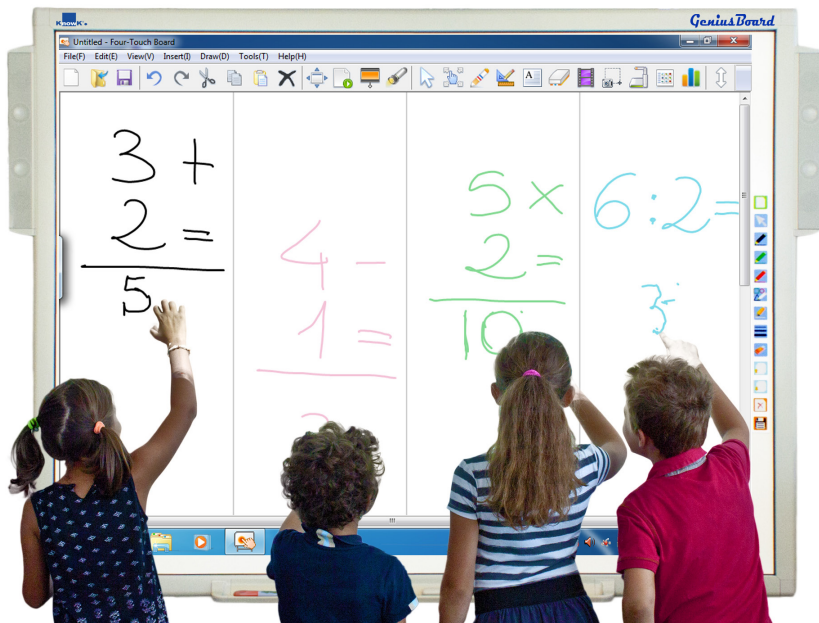 KnowK.
GeniusBoard
Untitled - Four-Touch Board
File(F) Edit(E) View(V) Insert(I) Draw(D) Tools(T) Help(H)
3 +
2 =
5
4 -
1 =
5 x
2 =
10
6:2=
3